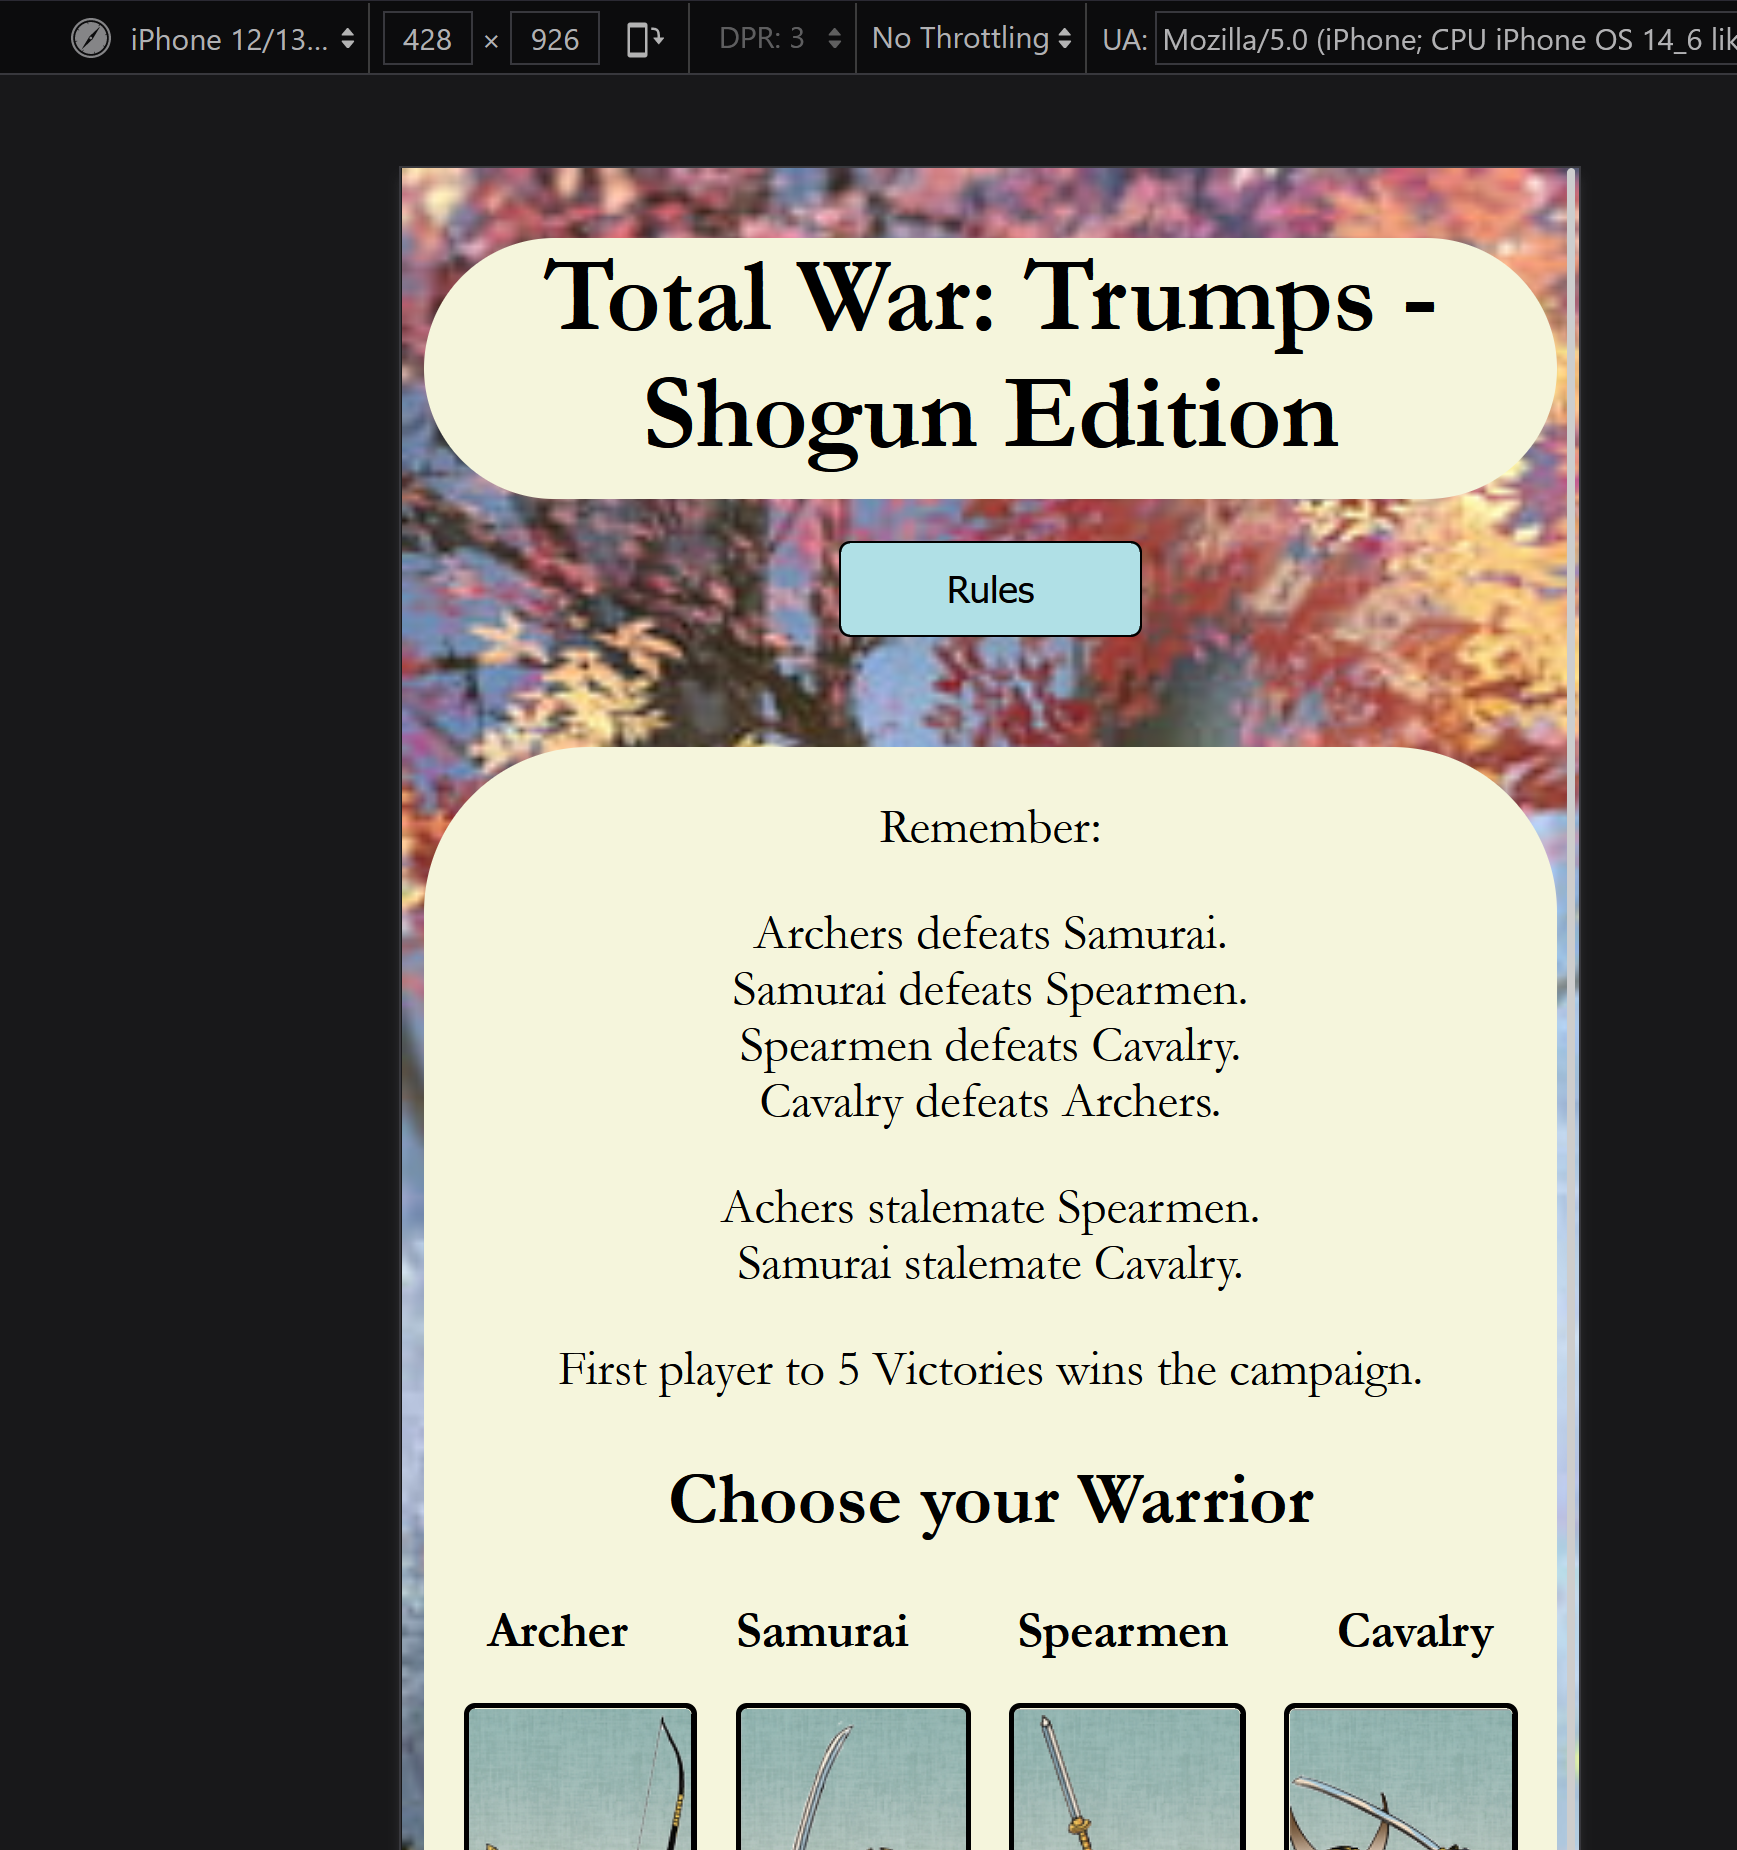 iPhone 12/13... 428 × 926 DPR: 3 No Throttling UA: Mozilla/5.0 (iPhone; CPU iPhone OS 14_6 lik
Total War: Trumps -
Shogun Edition
Rules
Remember:
Archers defeats Samurai.
Samurai defeats Spearmen.
Spearmen defeats Cavalry.
Cavalry defeats Archers.
Achers stalemate Spearmen.
Samurai stalemate Cavalry.
First player to 5 Victories wins the campaign.
Choose your Warrior
Archer Samurai Spearmen Cavalry